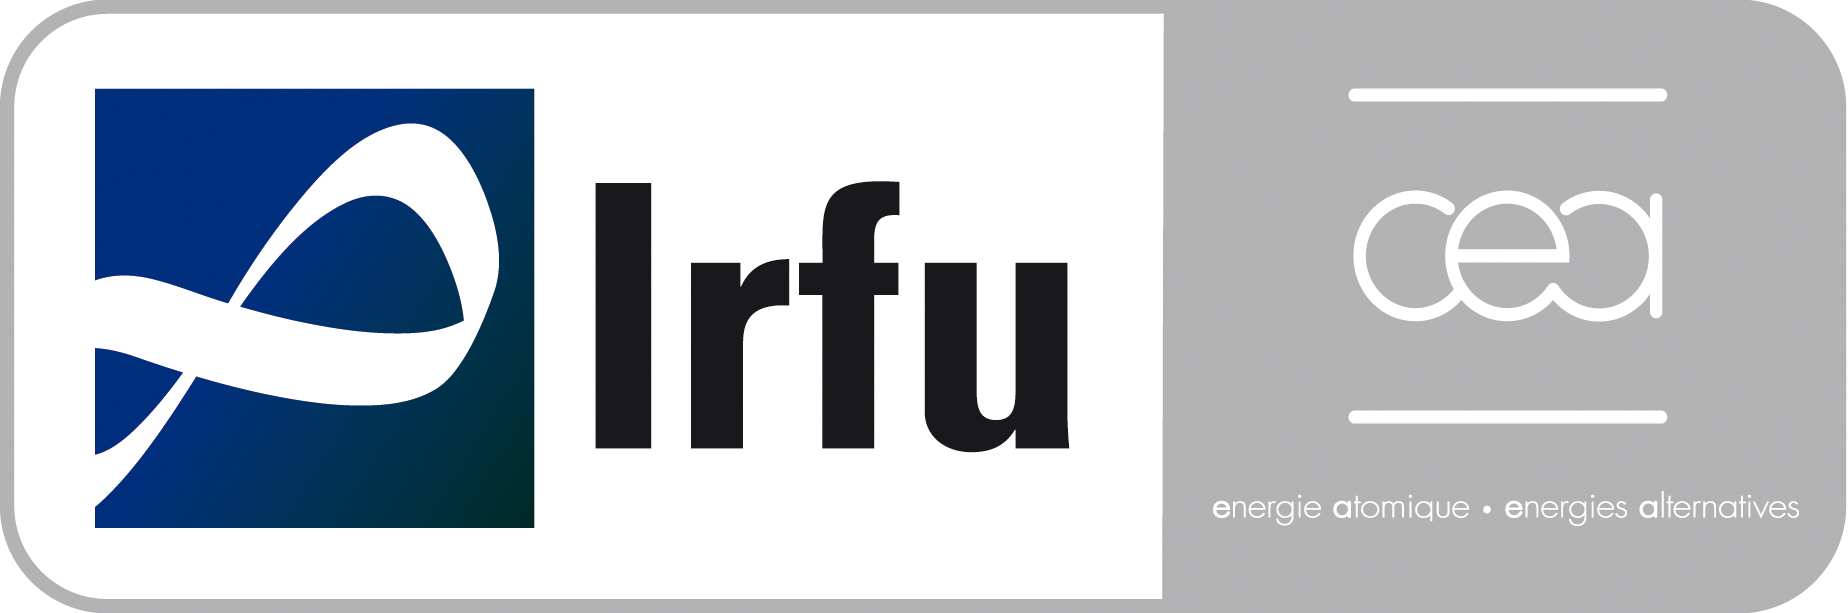 Irfu
cea
energie atomique • energies alternatives